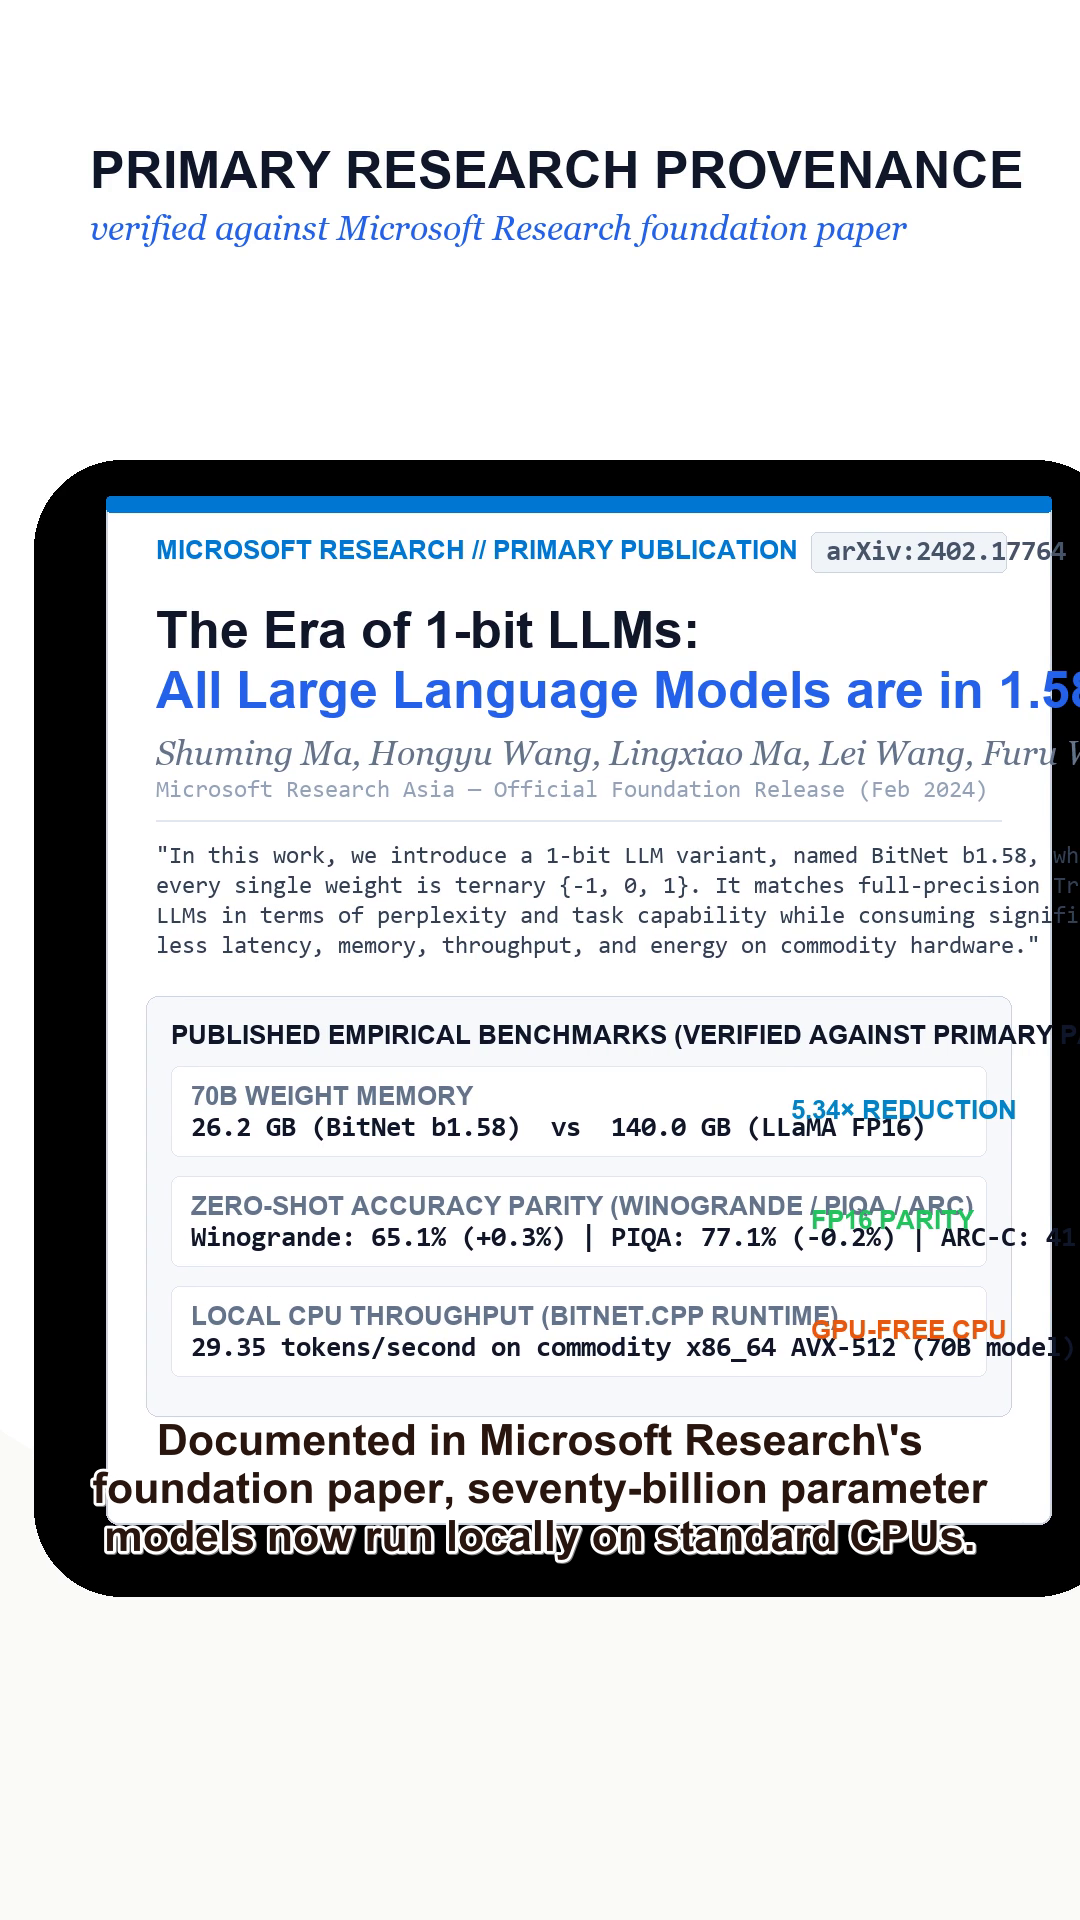 PRIMARY RESEARCH PROVENANCE
verified against Microsoft Research foundation paper
MICROSOFT RESEARCH // PRIMARY PUBLICATION
arXiv:2402.17764
The Era of 1-bit LLMs:
All Large Language Models are in 1.58
Shuming Ma, Hongyu Wang, Lingxiao Ma, Lei Wang, Furu
Microsoft Research Asia — Official Foundation Release (Feb 2024)
"In this work, we introduce a 1-bit LLM variant, named BitNet b1.58, wh
every single weight is ternary {-1, 0, 1}. It matches full-precision Tr
LLMs in terms of perplexity and task capability while consuming signifi
less latency, memory, throughput, and energy on commodity hardware."
PUBLISHED EMPIRICAL BENCHMARKS (VERIFIED AGAINST PRIMARY
70B WEIGHT MEMORY
5.34× REDUCTION
26.2 GB (BitNet b1.58)  vs  140.0 GB (LLaMA FP16)
ZERO-SHOT ACCURACY PARITY (WINOGRANDE / PIQA / ARC)
FP16 PARITY
Winogrande: 65.1% (+0.3%) | PIQA: 77.1% (-0.2%) | ARC-C: 41
LOCAL CPU THROUGHPUT (BITNET.CPP RUNTIME)
GPU-FREE CPU
29.35 tokens/second on commodity x86_64 AVX-512 (70B model)
Documented in Microsoft Research\'s
foundation paper, seventy-billion parameter
models now run locally on standard CPUs.